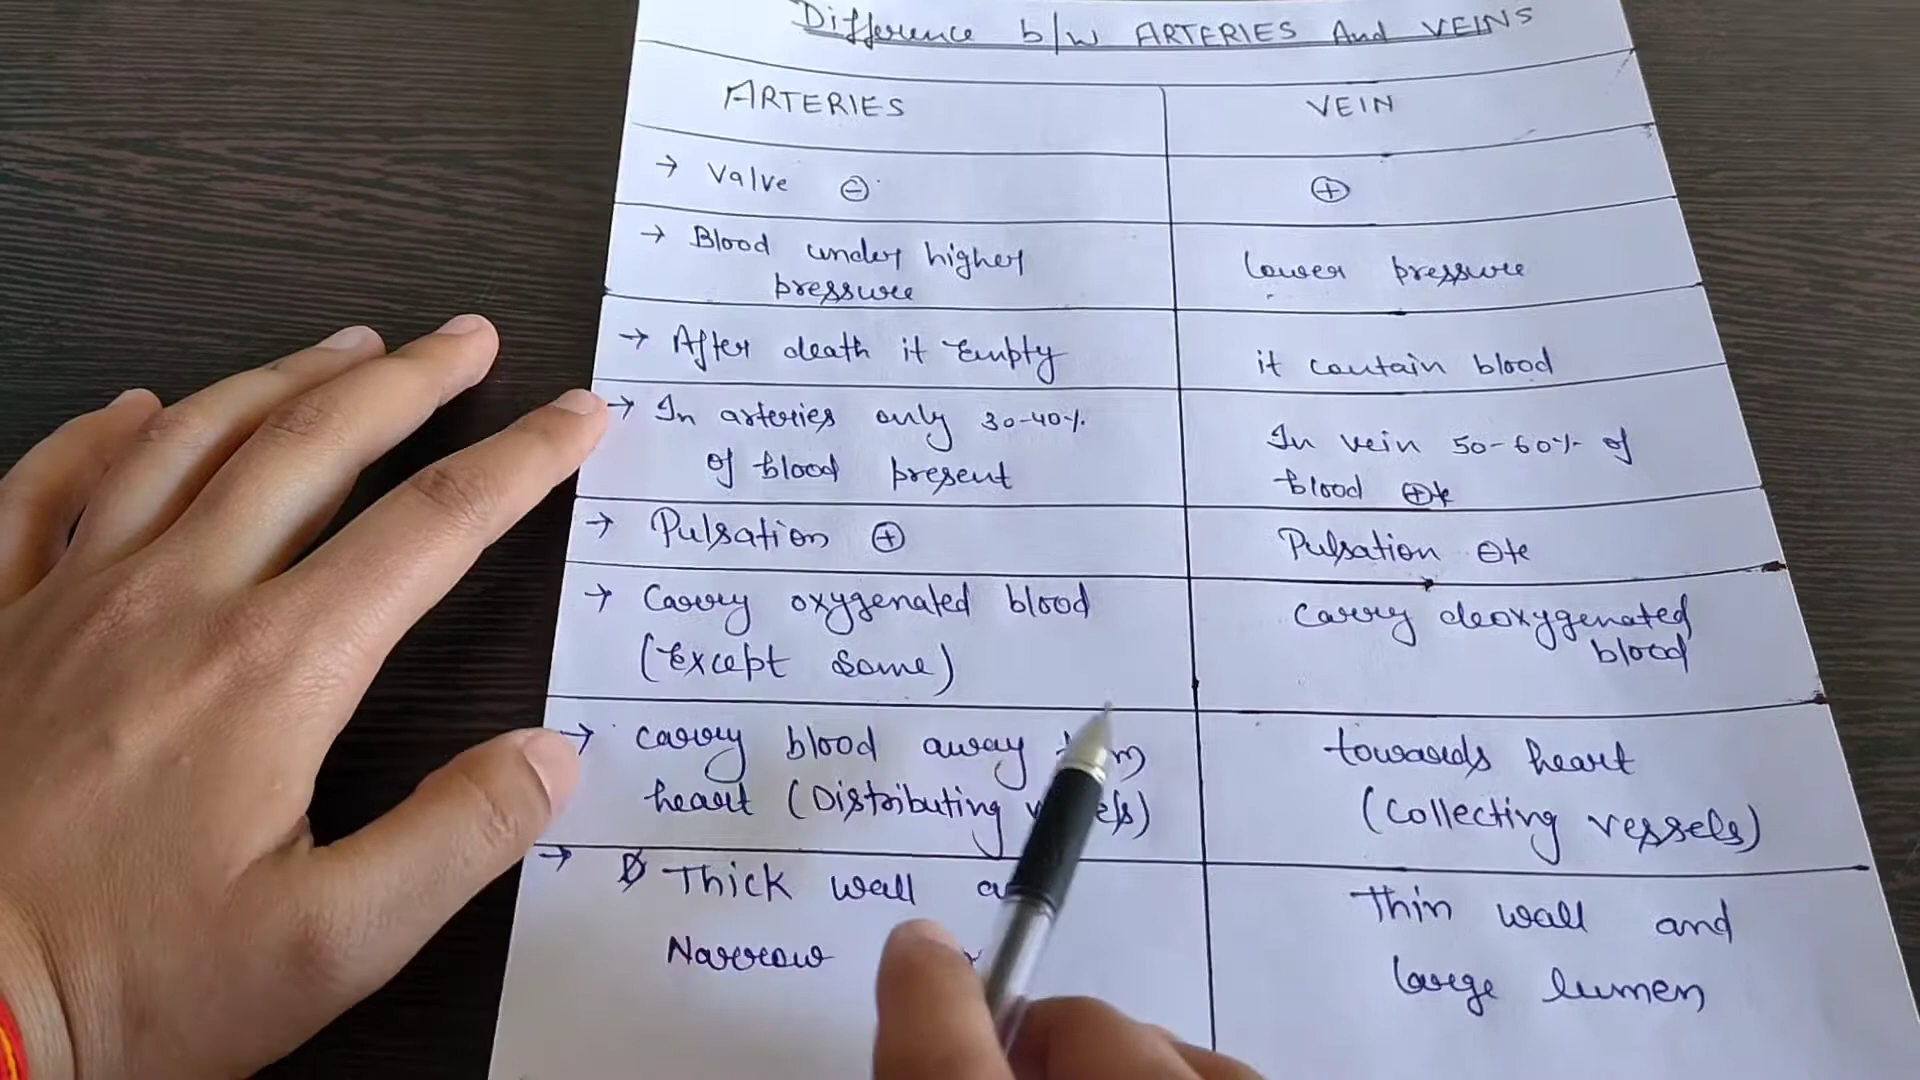 Difference b/w ARTERIES And VEINS
ARTERIES
VEIN
→ Valve ⊖
⊕
→ Blood under higher
pressure
lower pressure
→ After death it Empty
it contain blood
→ In arteries only 30-40%
of blood present
In vein 50-60% of
blood ⊕te
→ Pulsation ⊕
Pulsation ⊖te
→ Carry oxygenated blood
(Except Some)
Carry deoxygenated
blood
→ Carry blood away
heart (Distributing
towards heart
(Collecting vessels)
→ Thick wall
Narrow
Thin wall and
large lumen